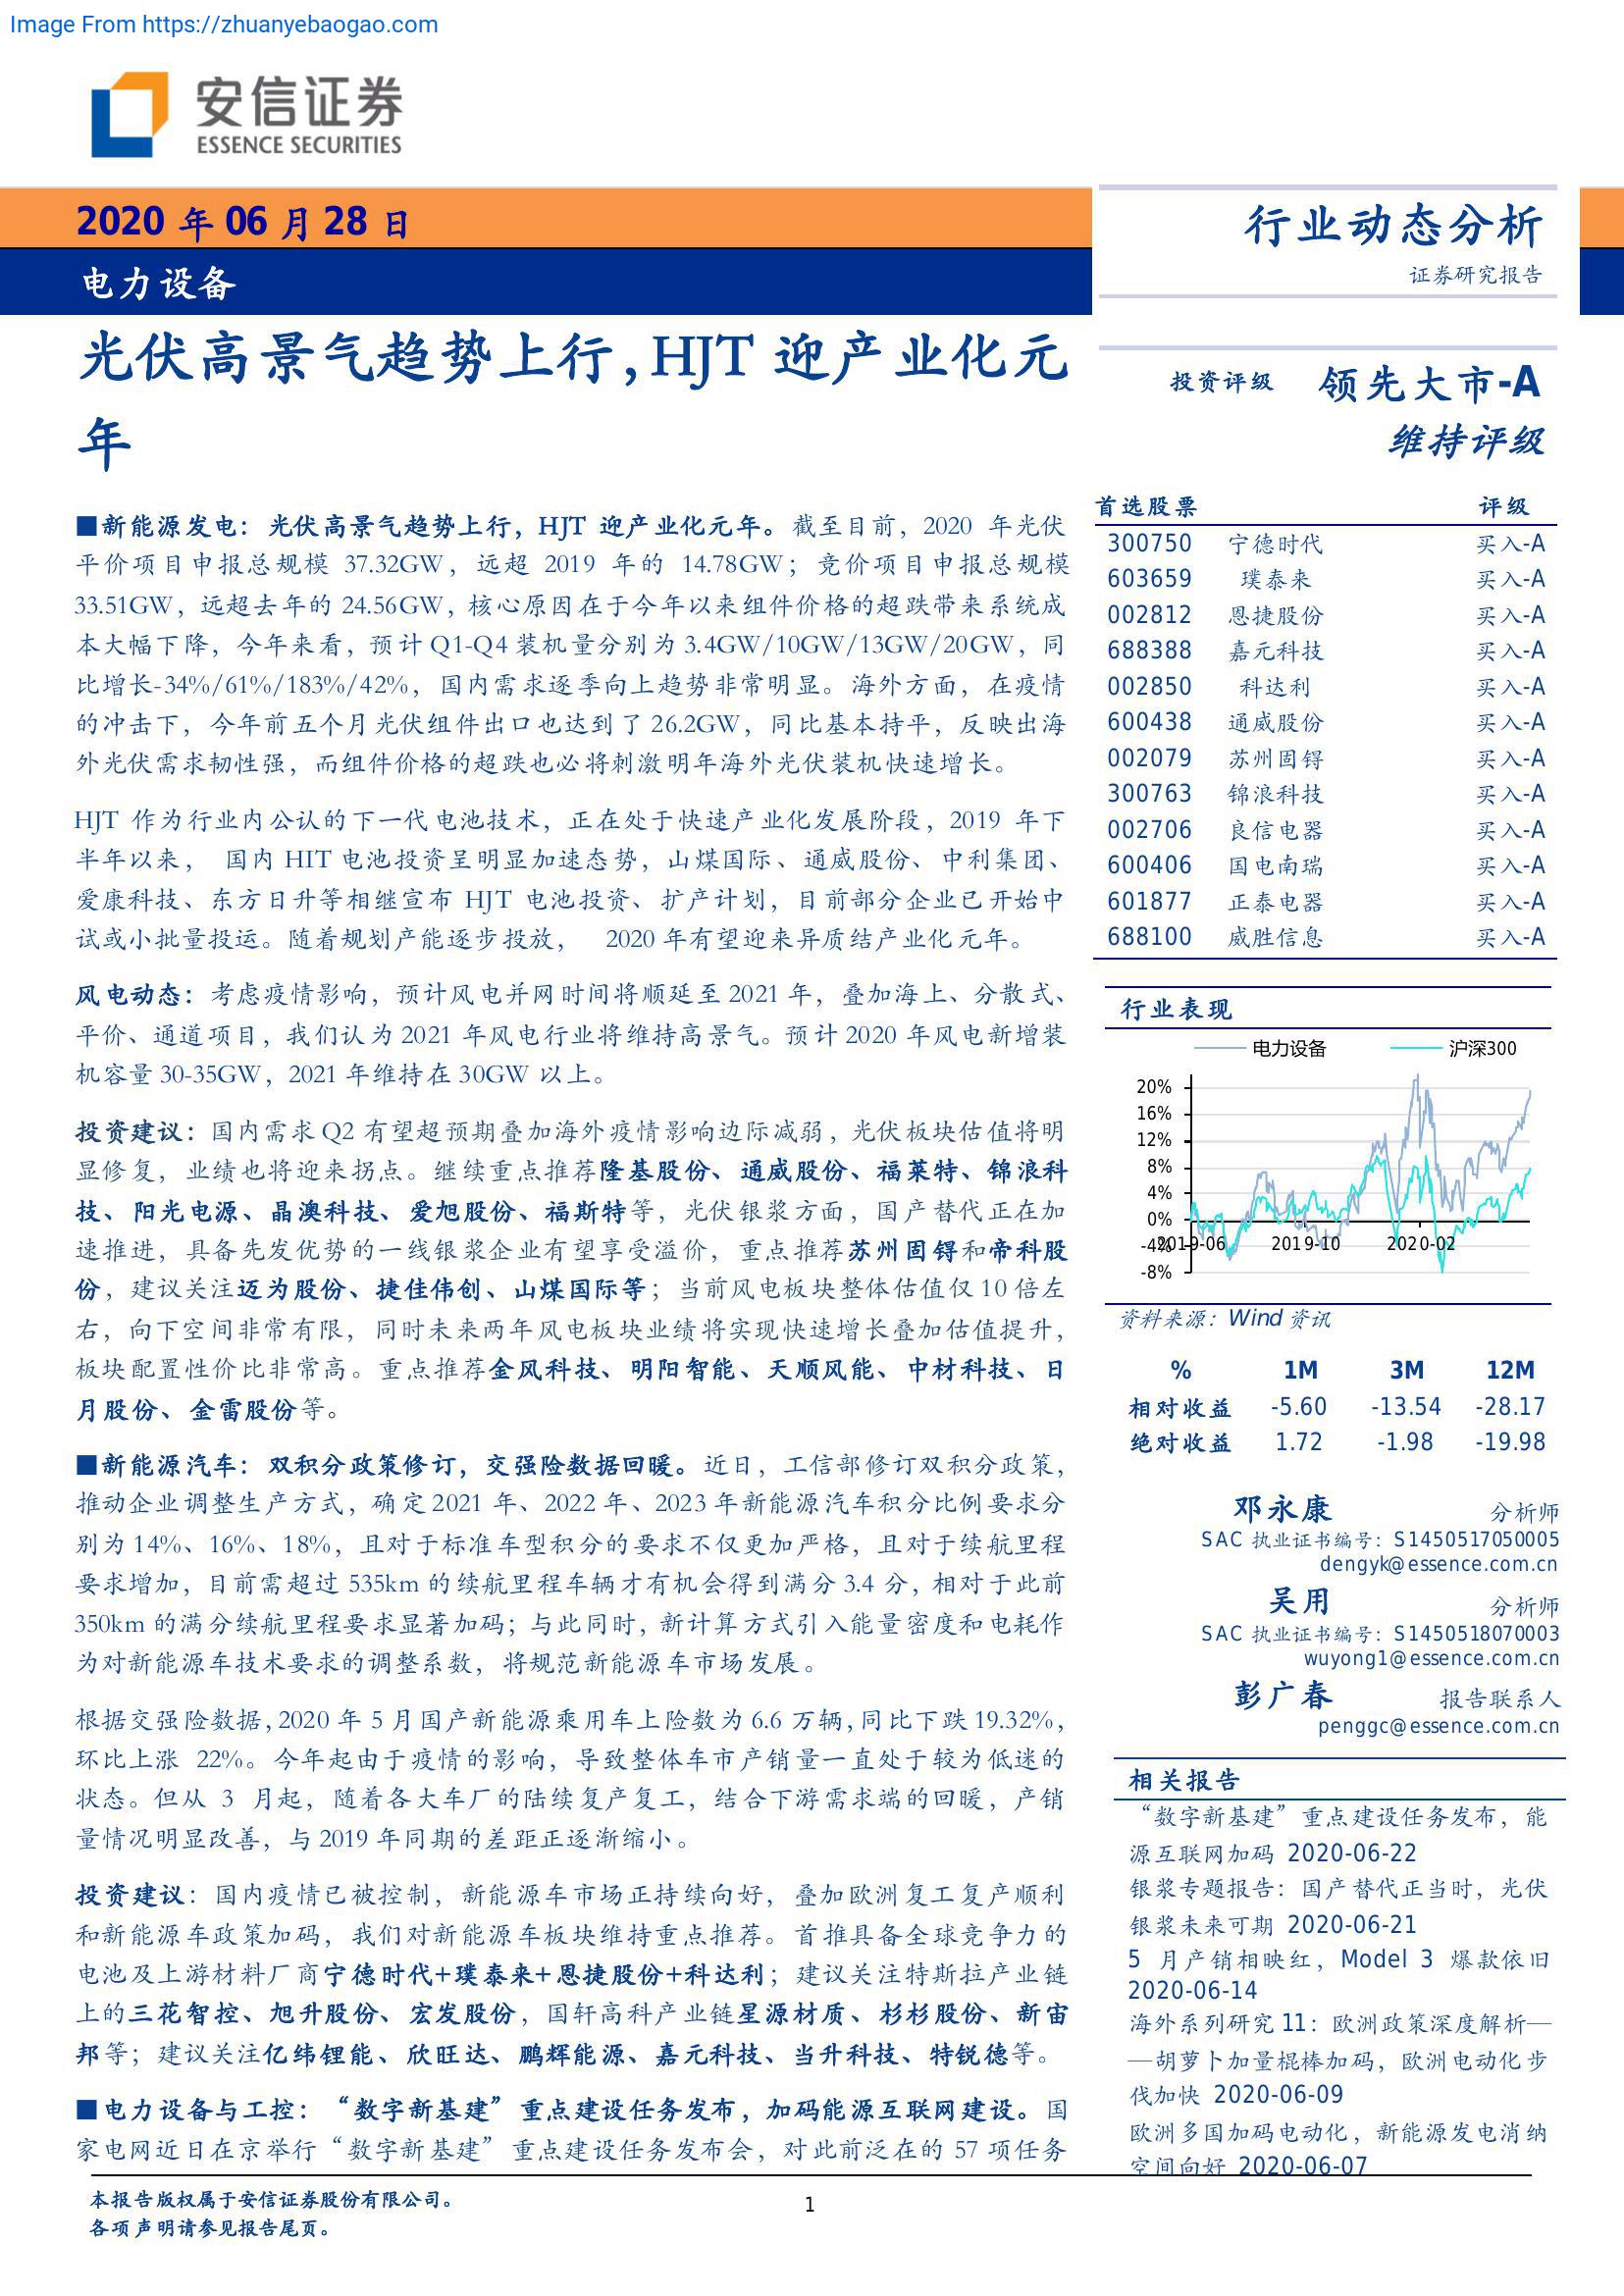 Image From https://zhuanyebaogao.com
安信证券
ESSENCE SECURITIES
2020 年 06 月 28 日
电力设备
行业动态分析
证券研究报告
光伏高景气趋势上行，HJT 迎产业化元
年
■新能源发电：光伏高景气趋势上行，HJT 迎产业化元年。截至目前，2020 年光伏
平价项目申报总规模 37.32GW，远超 2019 年的 14.78GW；竞价项目申报总规模
33.51GW，远超去年的 24.56GW，核心原因在于今年以来组件价格的超跌带来系统成
本大幅下降，今年来看，预计 Q1-Q4 装机量分别为 3.4GW/10GW/13GW/20GW，同
比增长-34%/61%/183%/42%，国内需求逐季向上趋势非常明显。海外方面，在疫情
的冲击下，今年前五个月光伏组件出口也达到了 26.2GW，同比基本持平，反映出海
外光伏需求韧性强，而组件价格的超跌也必将刺激明年海外光伏装机快速增长。
HJT 作为行业内公认的下一代电池技术，正在处于快速产业化发展阶段，2019 年下
半年以来， 国内 HIT 电池投资呈明显加速态势，山煤国际、通威股份、中利集团、
爱康科技、东方日升等相继宣布 HJT 电池投资、扩产计划，目前部分企业已开始中
试或小批量投运。随着规划产能逐步投放， 2020 年有望迎来异质结产业化元年。
风电动态：考虑疫情影响，预计风电并网时间将顺延至 2021 年，叠加海上、分散式、
平价、通道项目，我们认为 2021 年风电行业将维持高景气。预计 2020 年风电新增装
机容量 30-35GW，2021 年维持在 30GW 以上。
投资建议：国内需求 Q2 有望超预期叠加海外疫情影响边际减弱，光伏板块估值将明
显修复，业绩也将迎来拐点。继续重点推荐隆基股份、通威股份、福莱特、锦浪科
技、阳光电源、晶澳科技、爱旭股份、福斯特等，光伏银浆方面，国产替代正在加
速推进，具备先发优势的一线银浆企业有望享受溢价，重点推荐苏州固锝和帝科股
份，建议关注迈为股份、捷佳伟创、山煤国际等；当前风电板块整体估值仅 10 倍左
右，向下空间非常有限，同时未来两年风电板块业绩将实现快速增长叠加估值提升，
板块配置性价比非常高。重点推荐金风科技、明阳智能、天顺风能、中材科技、日
月股份、金雷股份等。
■新能源汽车：双积分政策修订，交强险数据回暖。近日，工信部修订双积分政策，
推动企业调整生产方式，确定 2021 年、2022 年、2023 年新能源汽车积分比例要求分
别为 14%、16%、18%，且对于标准车型积分的要求不仅更加严格，且对于续航里程
要求增加，目前需超过 535km 的续航里程车辆才有机会得到满分 3.4 分，相对于此前
350km 的满分续航里程要求显著加码；与此同时，新计算方式引入能量密度和电耗作
为对新能源车技术要求的调整系数，将规范新能源车市场发展。
根据交强险数据，2020 年 5 月国产新能源乘用车上险数为 6.6 万辆，同比下跌 19.32%，
环比上涨 22%。今年起由于疫情的影响，导致整体车市产销量一直处于较为低迷的
状态。但从 3 月起，随着各大车厂的陆续复产复工，结合下游需求端的回暖，产销
量情况明显改善，与 2019 年同期的差距正逐渐缩小。
投资建议：国内疫情已被控制，新能源车市场正持续向好，叠加欧洲复工复产顺利
和新能源车政策加码，我们对新能源车板块维持重点推荐。首推具备全球竞争力的
电池及上游材料厂商宁德时代+璞泰来+恩捷股份+科达利；建议关注特斯拉产业链
上的三花智控、旭升股份、宏发股份，国轩高科产业链星源材质、杉杉股份、新宙
邦等；建议关注亿纬锂能、欣旺达、鹏辉能源、嘉元科技、当升科技、特锐德等。
■电力设备与工控：“数字新基建”重点建设任务发布，加码能源互联网建设。国
家电网近日在京举行“数字新基建”重点建设任务发布会，对此前泛在的 57 项任务
投资评级 领先大市-A
维持评级
首选股票 评级
300750 宁德时代 买入-A
603659 璞泰来 买入-A
002812 恩捷股份 买入-A
688388 嘉元科技 买入-A
002850 科达利 买入-A
600438 通威股份 买入-A
002079 苏州固锝 买入-A
300763 锦浪科技 买入-A
002706 良信电器 买入-A
600406 国电南瑞 买入-A
601877 正泰电器 买入-A
688100 威胜信息 买入-A
行业表现
电力设备 沪深300
20%
16%
12%
8%
4%
0%
-4%
-8%
2019-06 2019-10 2020-02
资料来源：Wind 资讯
% 1M 3M 12M
相对收益 -5.60 -13.54 -28.17
绝对收益 1.72 -1.98 -19.98
邓永康 分析师
SAC 执业证书编号：S1450517050005
dengyk@essence.com.cn
吴用 分析师
SAC 执业证书编号：S1450518070003
wuyong1@essence.com.cn
彭广春 报告联系人
penggc@essence.com.cn
相关报告
“数字新基建”重点建设任务发布，能
源互联网加码 2020-06-22
银浆专题报告：国产替代正当时，光伏
银浆未来可期 2020-06-21
5 月产销相映红，Model 3 爆款依旧
2020-06-14
海外系列研究 11：欧洲政策深度解析—
—胡萝卜加量棍棒加码，欧洲电动化步
伐加快 2020-06-09
欧洲多国加码电动化，新能源发电消纳
空间向好 2020-06-07
本报告版权属于安信证券股份有限公司。
各项声明请参见报告尾页。
1